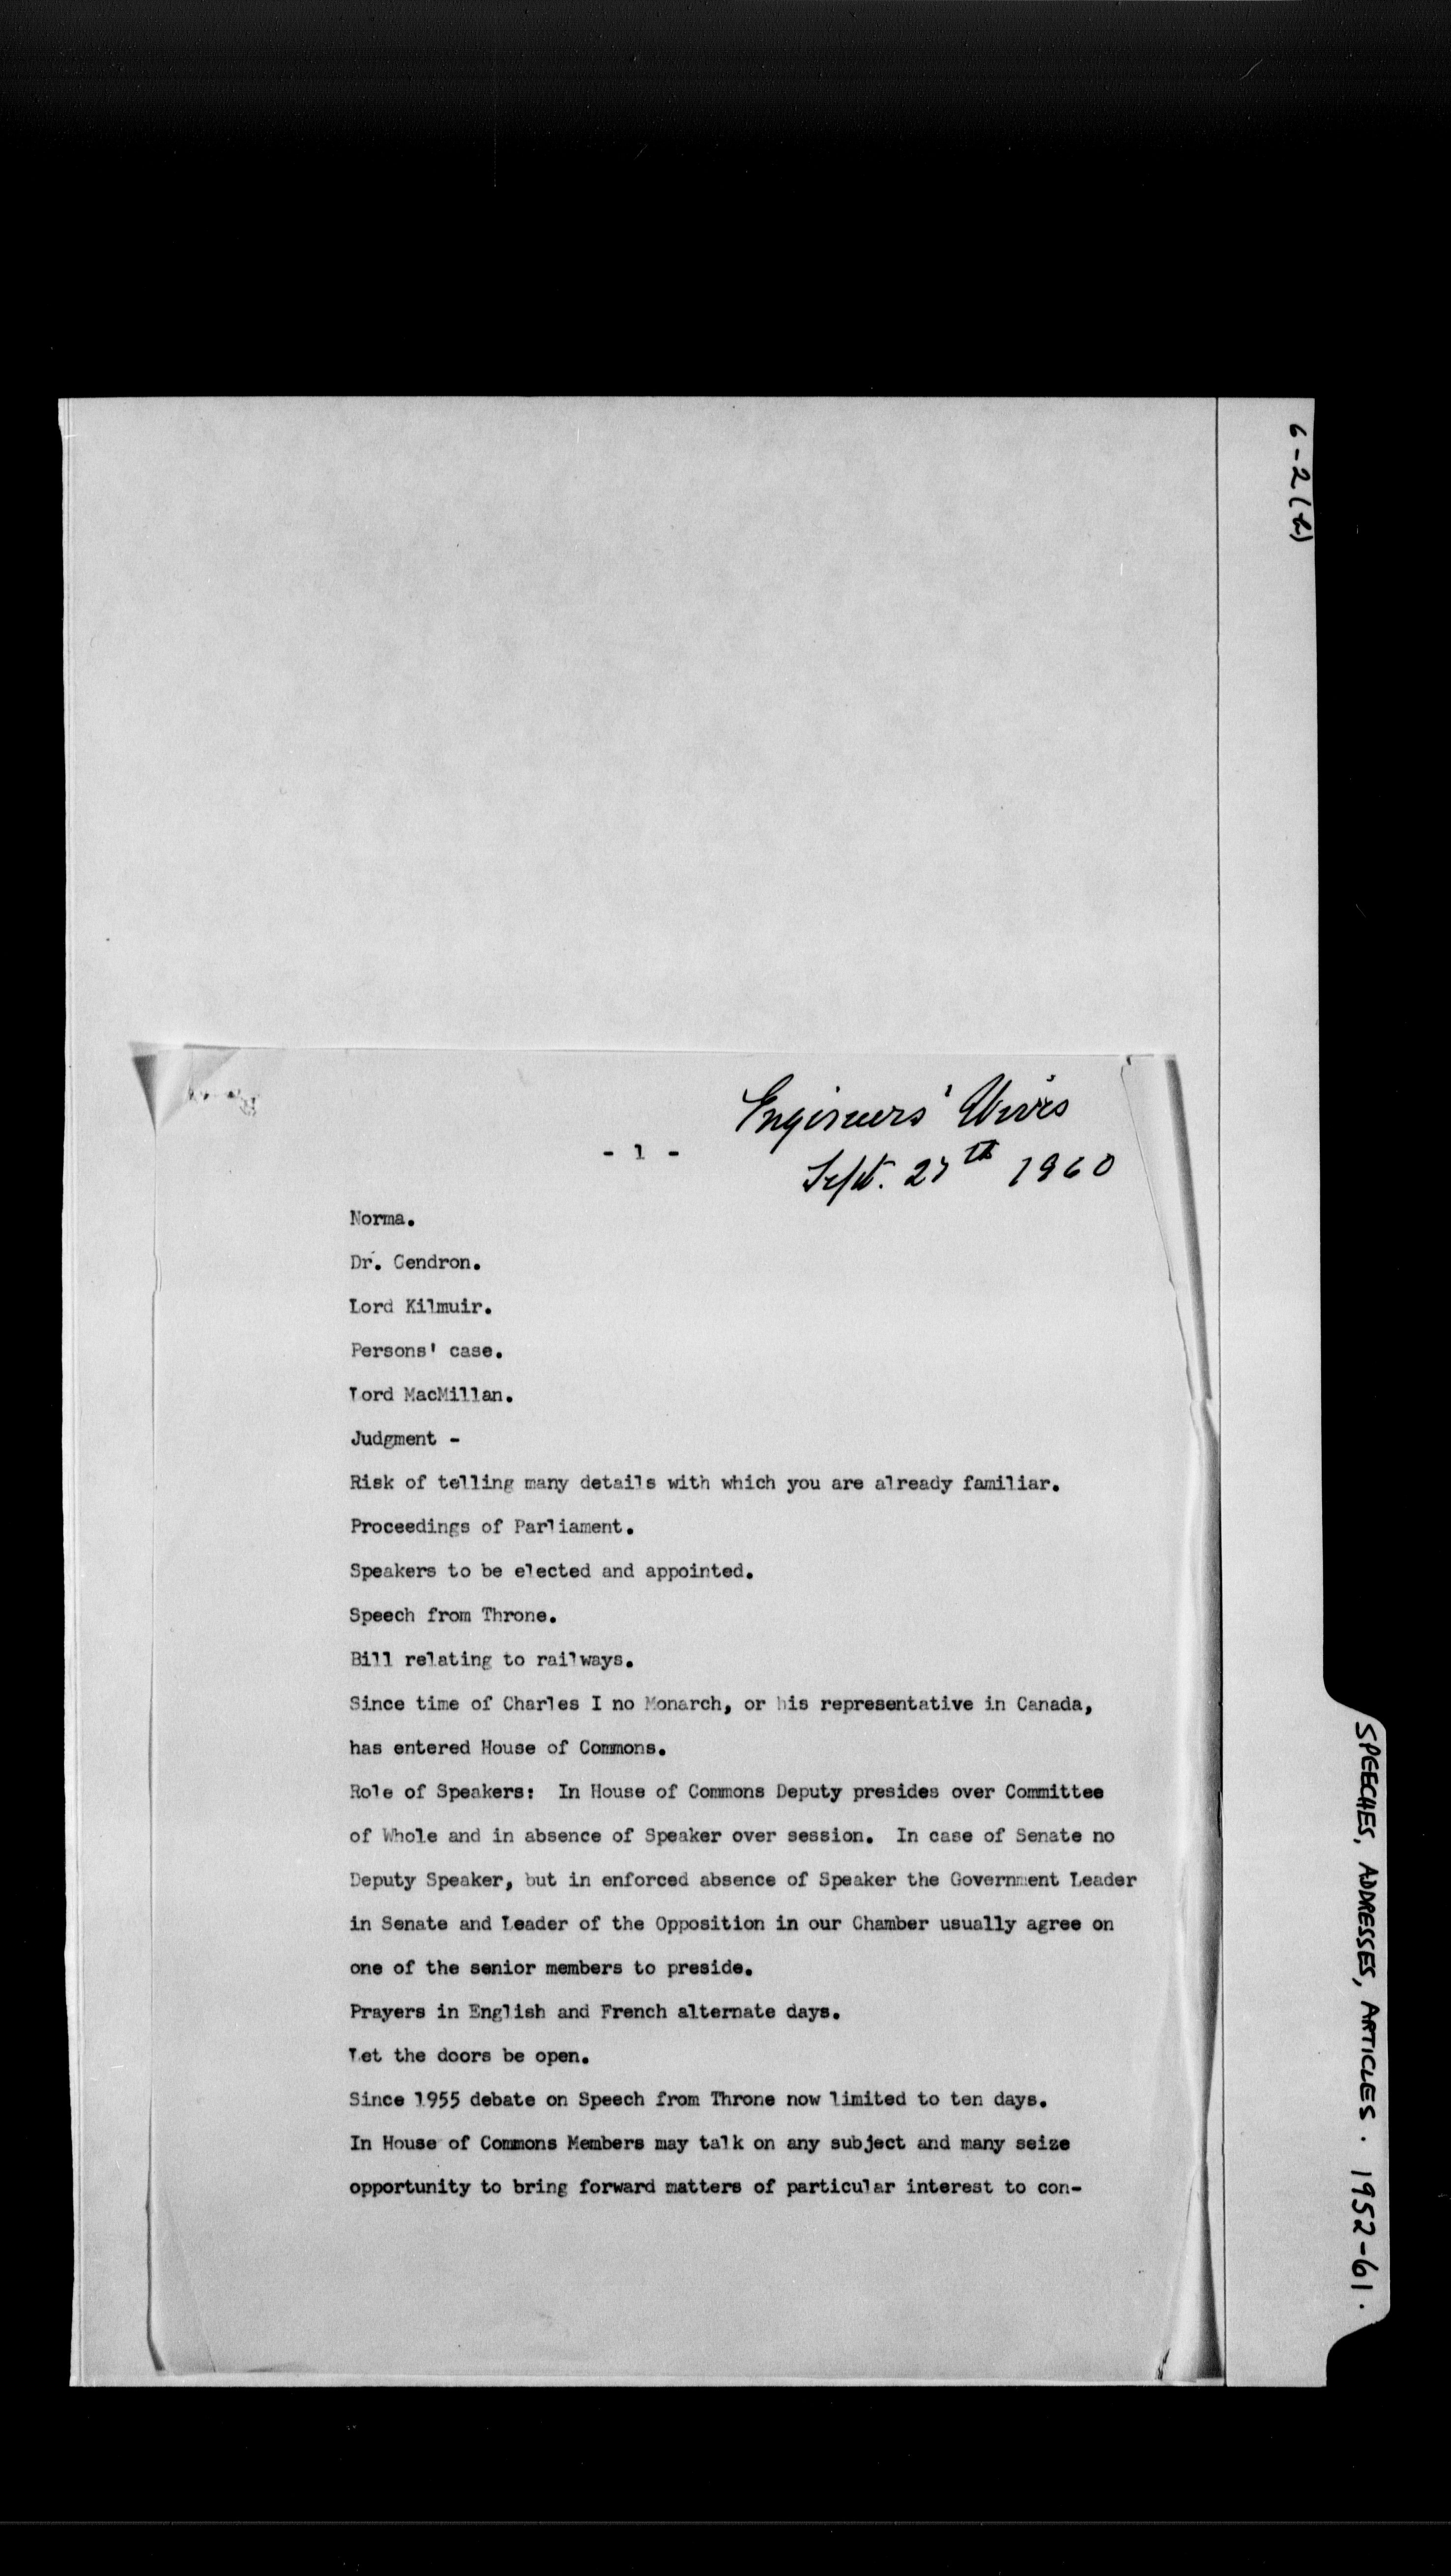 6-2(h)
SPEECHES, ADDRESSES, ARTICLES. 1952-61.
Engineers' Wives
Sept. 27th 1960
- 1 -
Norma.
Dr. Gendron.
Lord Kilmuir.
Persons' case.
Lord MacMillan.
Judgment -
Risk of telling many details with which you are already familiar.
Proceedings of Parliament.
Speakers to be elected and appointed.
Speech from Throne.
Bill relating to railways.
Since time of Charles I no Monarch, or his representative in Canada,
has entered House of Commons.
Role of Speakers: In House of Commons Deputy presides over Committee
of Whole and in absence of Speaker over session. In case of Senate no
Deputy Speaker, but in enforced absence of Speaker the Government Leader
in Senate and Leader of the Opposition in our Chamber usually agree on
one of the senior members to preside.
Prayers in English and French alternate days.
Let the doors be open.
Since 1955 debate on Speech from Throne now limited to ten days.
In House of Commons Members may talk on any subject and many seize
opportunity to bring forward matters of particular interest to con-